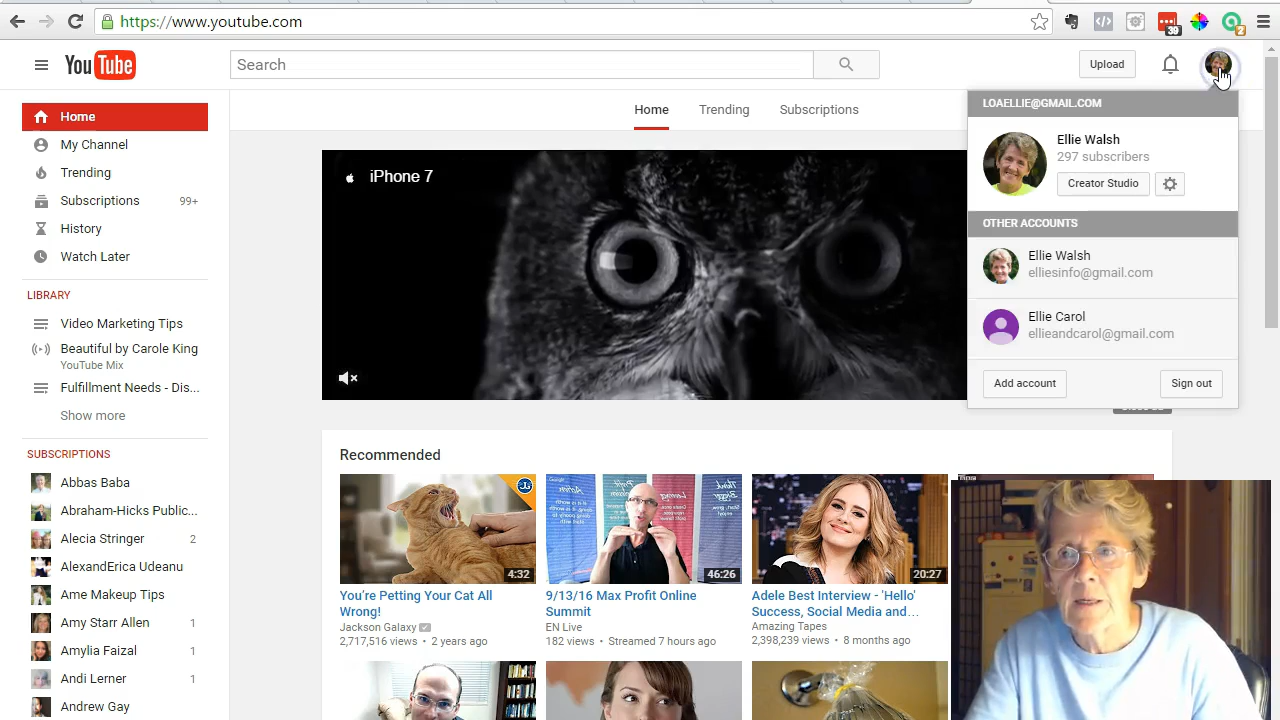 https://www.youtube.com
39
2
YouTube
Search
Upload
Home
My Channel
Trending
Subscriptions 99+
History
Watch Later
LIBRARY
Video Marketing Tips
Beautiful by Carole King
YouTube Mix
Fulfillment Needs - Dis...
Show more
SUBSCRIPTIONS
Abbas Baba
Abraham-Hicks Public...
Alecia Stringer 2
AlexandErica Udeanu
Ame Makeup Tips
Amy Starr Allen 1
Amylia Faizal 1
Andi Lerner 1
Andrew Gay
Home Trending Subscriptions
iPhone 7
LOAELLIE@GMAIL.COM
Ellie Walsh
297 subscribers
Creator Studio
OTHER ACCOUNTS
Ellie Walsh
elliesinfo@gmail.com
Ellie Carol
ellieandcarol@gmail.com
Add account Sign out
Recommended
4:32
You're Petting Your Cat All
Wrong!
Jackson Galaxy
2,717,516 views • 2 years ago
46:26
9/13/16 Max Profit Online
Summit
EN Live
182 views • Streamed 7 hours ago
20:27
Adele Best Interview - 'Hello'
Success, Social Media and...
Amazing Tapes
2,398,239 views • 8 months ago